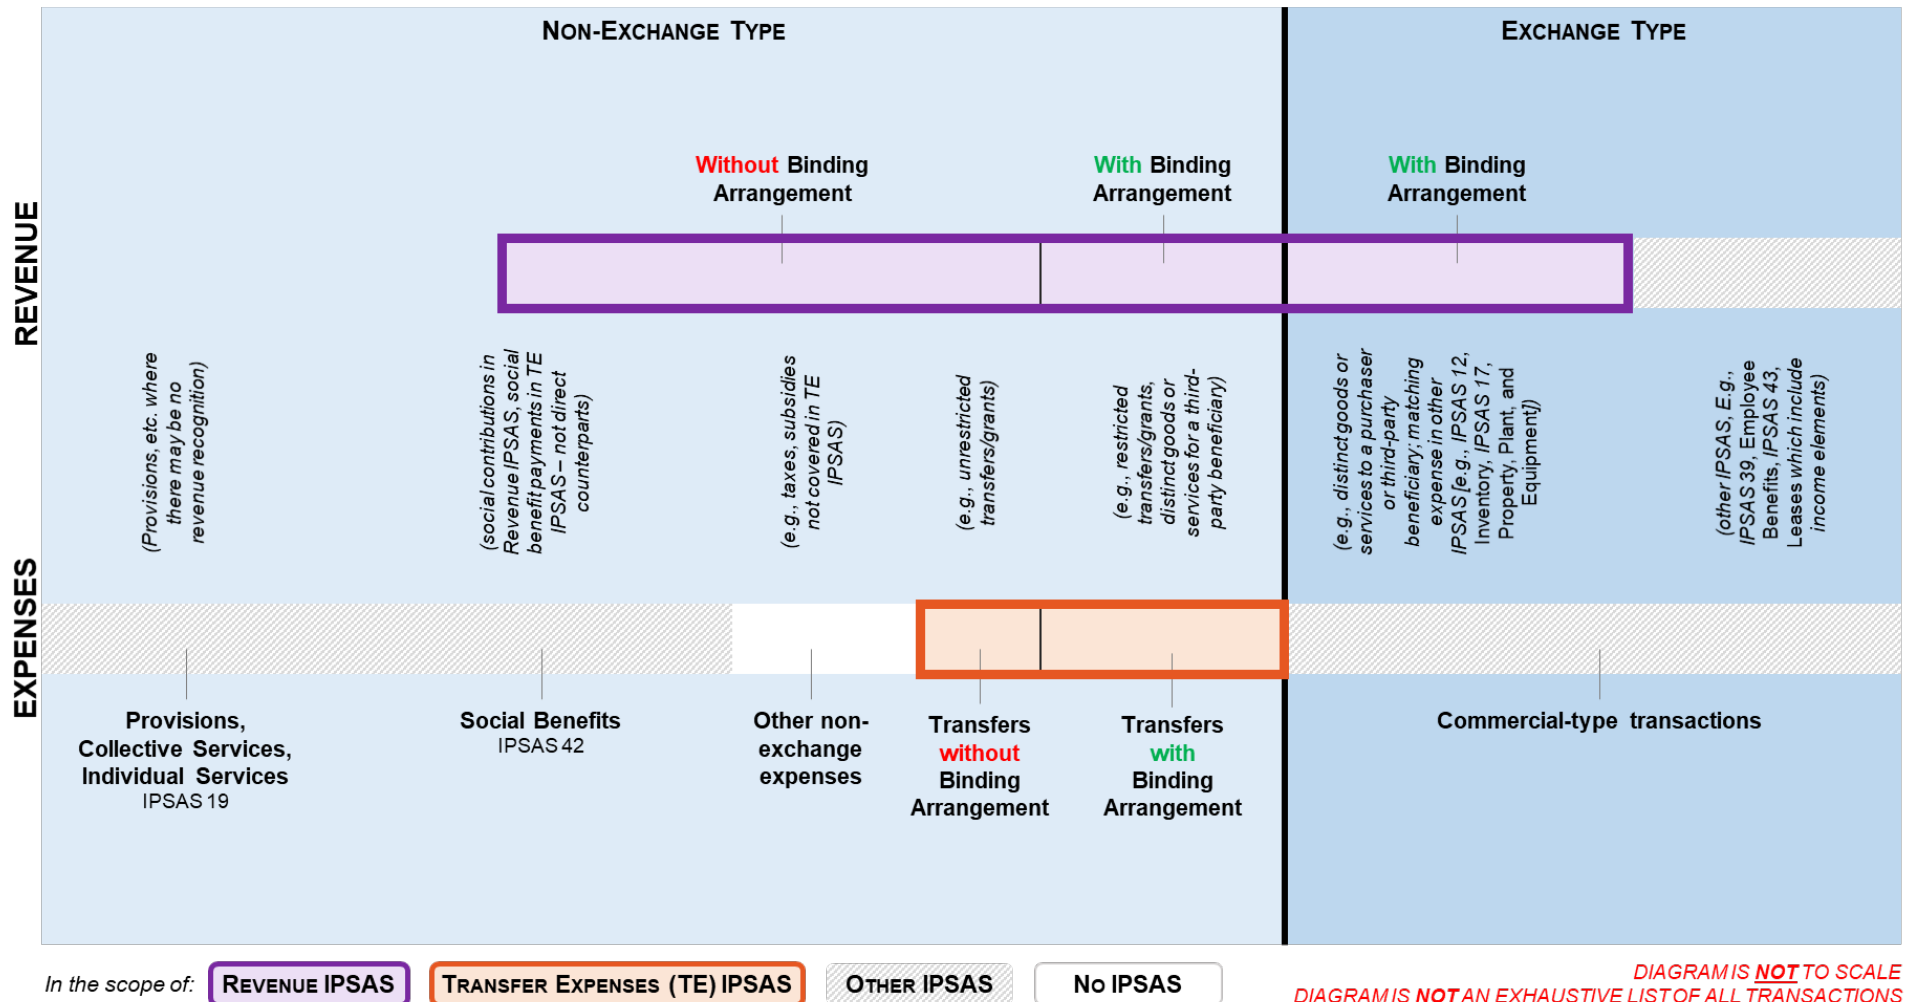 NON-EXCHANGE TYPE
EXCHANGE TYPE
REVENUE
Without Binding
Arrangement
With Binding
Arrangement
With Binding
Arrangement
(Provisions, etc. where
there may be no
revenue recognition)
(social contributions in
Revenue IPSAS, social
benefit payments in TE
IPSAS – not direct
counterparts)
(e.g., taxes, subsidies
not covered in TE
IPSAS)
(e.g., unrestricted
transfers/grants)
(e.g., restricted
transfers/grants,
distinct goods or
services for a third-
party beneficiary)
(e.g., distinct goods or
services to a purchaser
or third-party
beneficiary; matching
expense in other
IPSAS [e.g., IPSAS 12,
Inventory, IPSAS 17,
Property, Plant, and
Equipment])
(other IPSAS, E.g.,
IPSAS 39, Employee
Benefits, IPSAS 43,
Leases which include
income elements)
EXPENSES
Provisions,
Collective Services,
Individual Services
IPSAS 19
Social Benefits
IPSAS 42
Other non-
exchange
expenses
Transfers
without
Binding
Arrangement
Transfers
with
Binding
Arrangement
Commercial-type transactions
In the scope of:
REVENUE IPSAS
TRANSFER EXPENSES (TE) IPSAS
OTHER IPSAS
NO IPSAS
DIAGRAM IS NOT TO SCALE
DIAGRAM IS NOT AN EXHAUSTIVE LIST OF ALL TRANSACTIONS